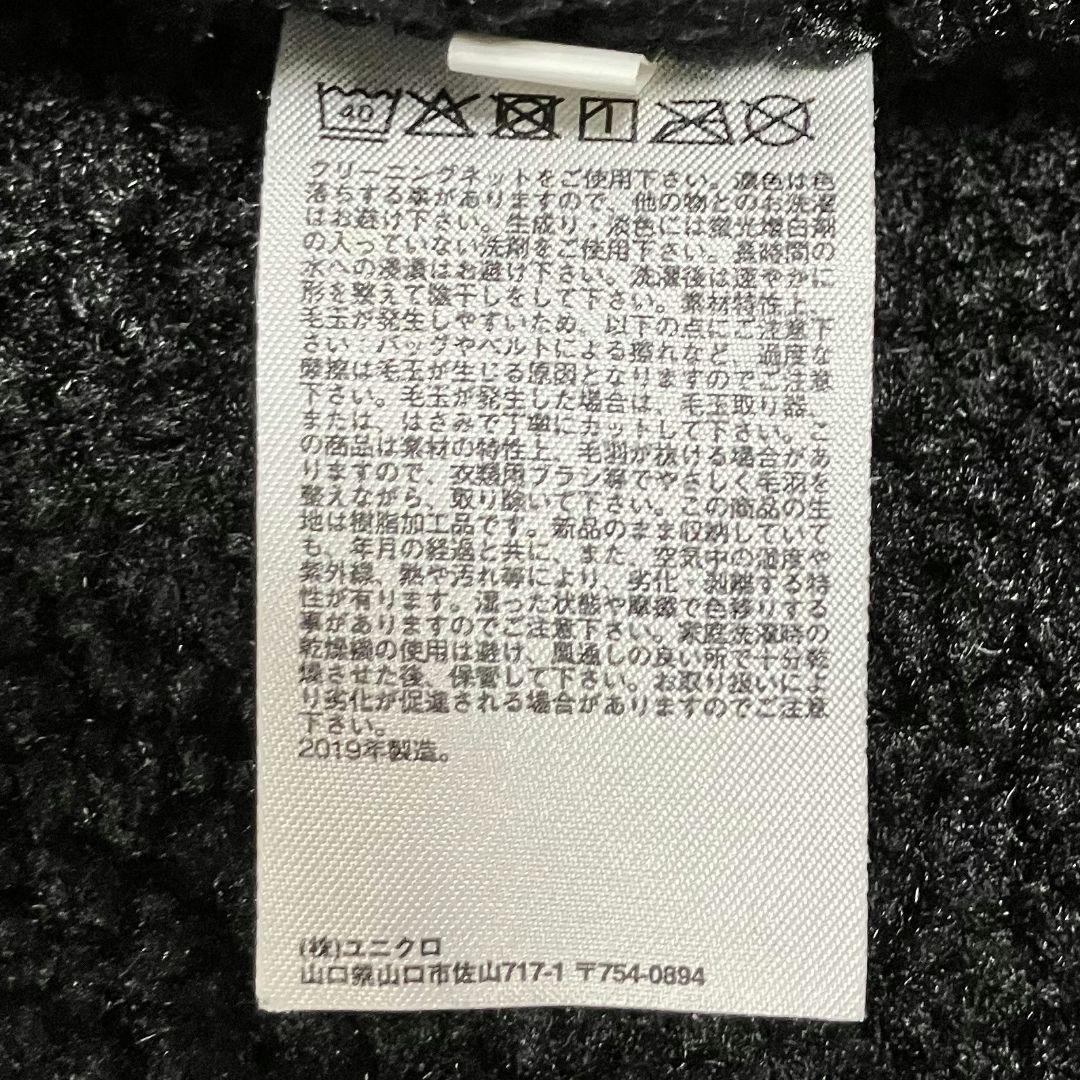 40
クリーニングネットをご使用下さい。濃色は色
落ちする事がありますので、他の物とのお洗濯
はお避け下さい。生成り・淡色には蛍光増白剤
の入っていない洗剤をご使用下さい。長時間の
水への浸漬はお避け下さい。洗濯後は速やかに
形を整えて陰干しをして下さい。素材特性上、
毛玉が発生しやすいため、以下の点にご注意下
さい:バッグやベルトによる擦れなど、過度な
摩擦は毛玉が生じる原因となりますのでご注意
下さい。毛玉が発生した場合は、毛玉取り器、
または、はさみで丁寧にカットして下さい。こ
の商品は素材の特性上、毛羽が抜ける場合があ
りますので、衣類用ブラシ等でやさしく毛羽を
整えながら、取り除いて下さい。この商品の生
地は樹脂加工品です。新品のまま収納していて
も、年月の経過と共に、また、空気中の湿度や
紫外線、熱や汚れ等により、劣化・剥離する特
性が有ります。湿った状態や摩擦で色移りする
事がありますのでご注意下さい。家庭洗濯時の
乾燥機の使用は避け、風通しの良い所で十分乾
燥させた後、保管して下さい。お取り扱いによ
り劣化が促進される場合がありますのでご注意
下さい。
2019年製造。
(株)ユニクロ
山口県山口市佐山717-1 〒754-0894